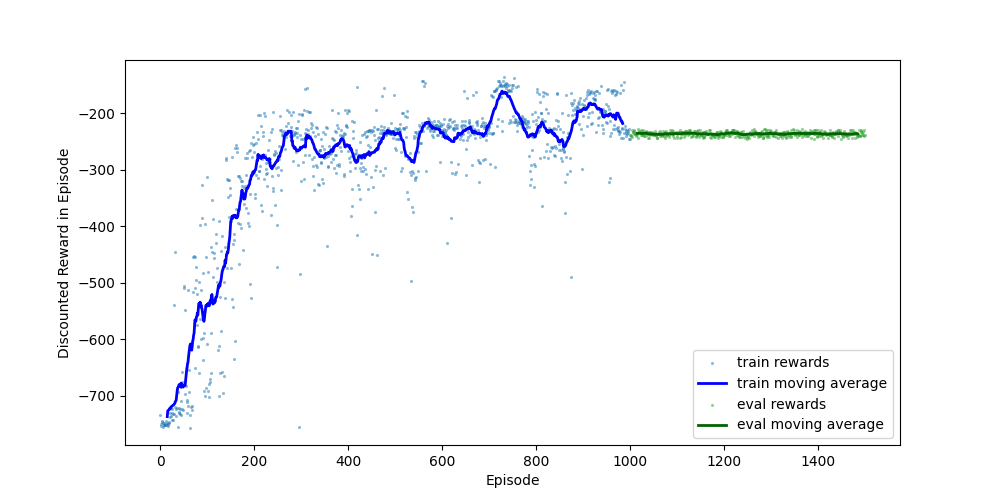 Discounted Reward in Episode
−200
−300
−400
−500
−600
−700
0 200 400 600 800 1000 1200 1400
Episode
train rewards
train moving average
eval rewards
eval moving average